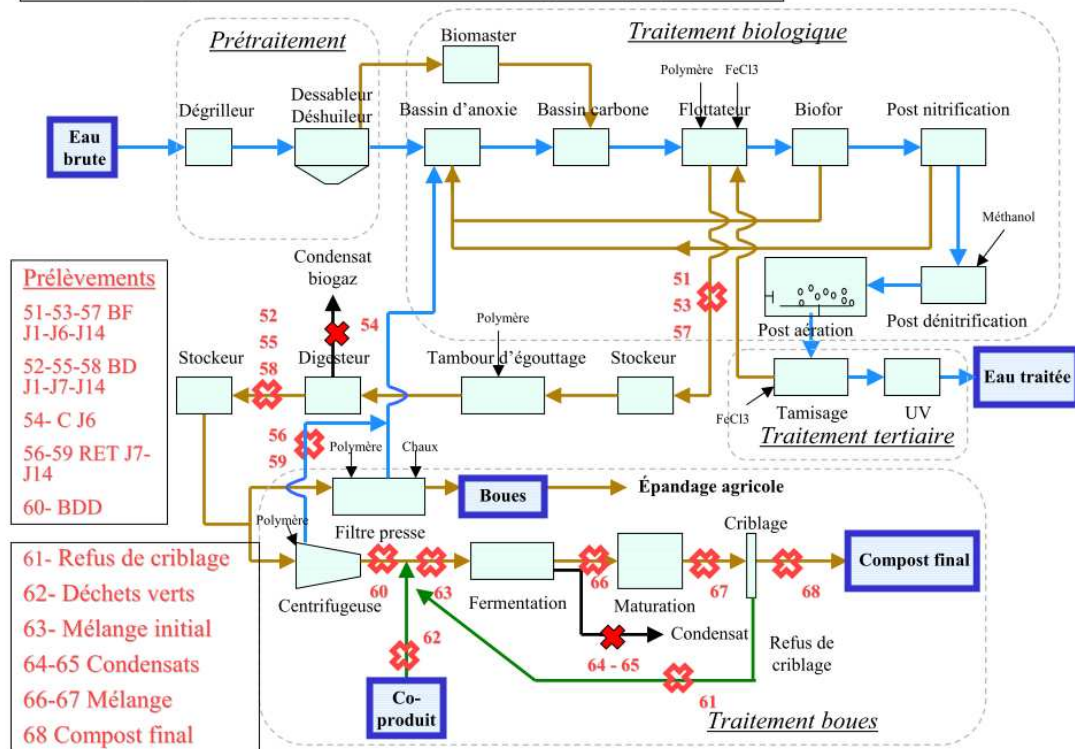 Prétraitement
Traitement biologique
Biomaster
Polymère
FeCl3
Dégrilleur
Dessableur
Déshuileur
Bassin d'anoxie
Bassin carbone
Flottateur
Biofor
Post nitrification
Eau
brute
Méthanol
Condensat
biogaz
Prélèvements
51-53-57 BF
J1-J6-J14
52-55-58 BD
J1-J7-J14
54- C J6
56-59 RET J7-
J14
60- BDD
51
53
57
52
55
58
54
Polymère
Post aération
Post dénitrification
Stockeur
Digesteur
Tambour d'égouttage
Stockeur
Eau traitée
FeCl3
Tamisage
UV
Traitement tertiaire
56
59
Polymère
Chaux
Boues
Épandage agricole
Filtre presse
Polymère
Criblage
Compost final
61- Refus de criblage
62- Déchets verts
63- Mélange initial
64-65 Condensats
66-67 Mélange
68 Compost final
Centrifugeuse
60
63
Fermentation
66
Maturation
67
68
62
Condensat
64 - 65
Refus de
criblage
61
Co-
produit
Traitement boues